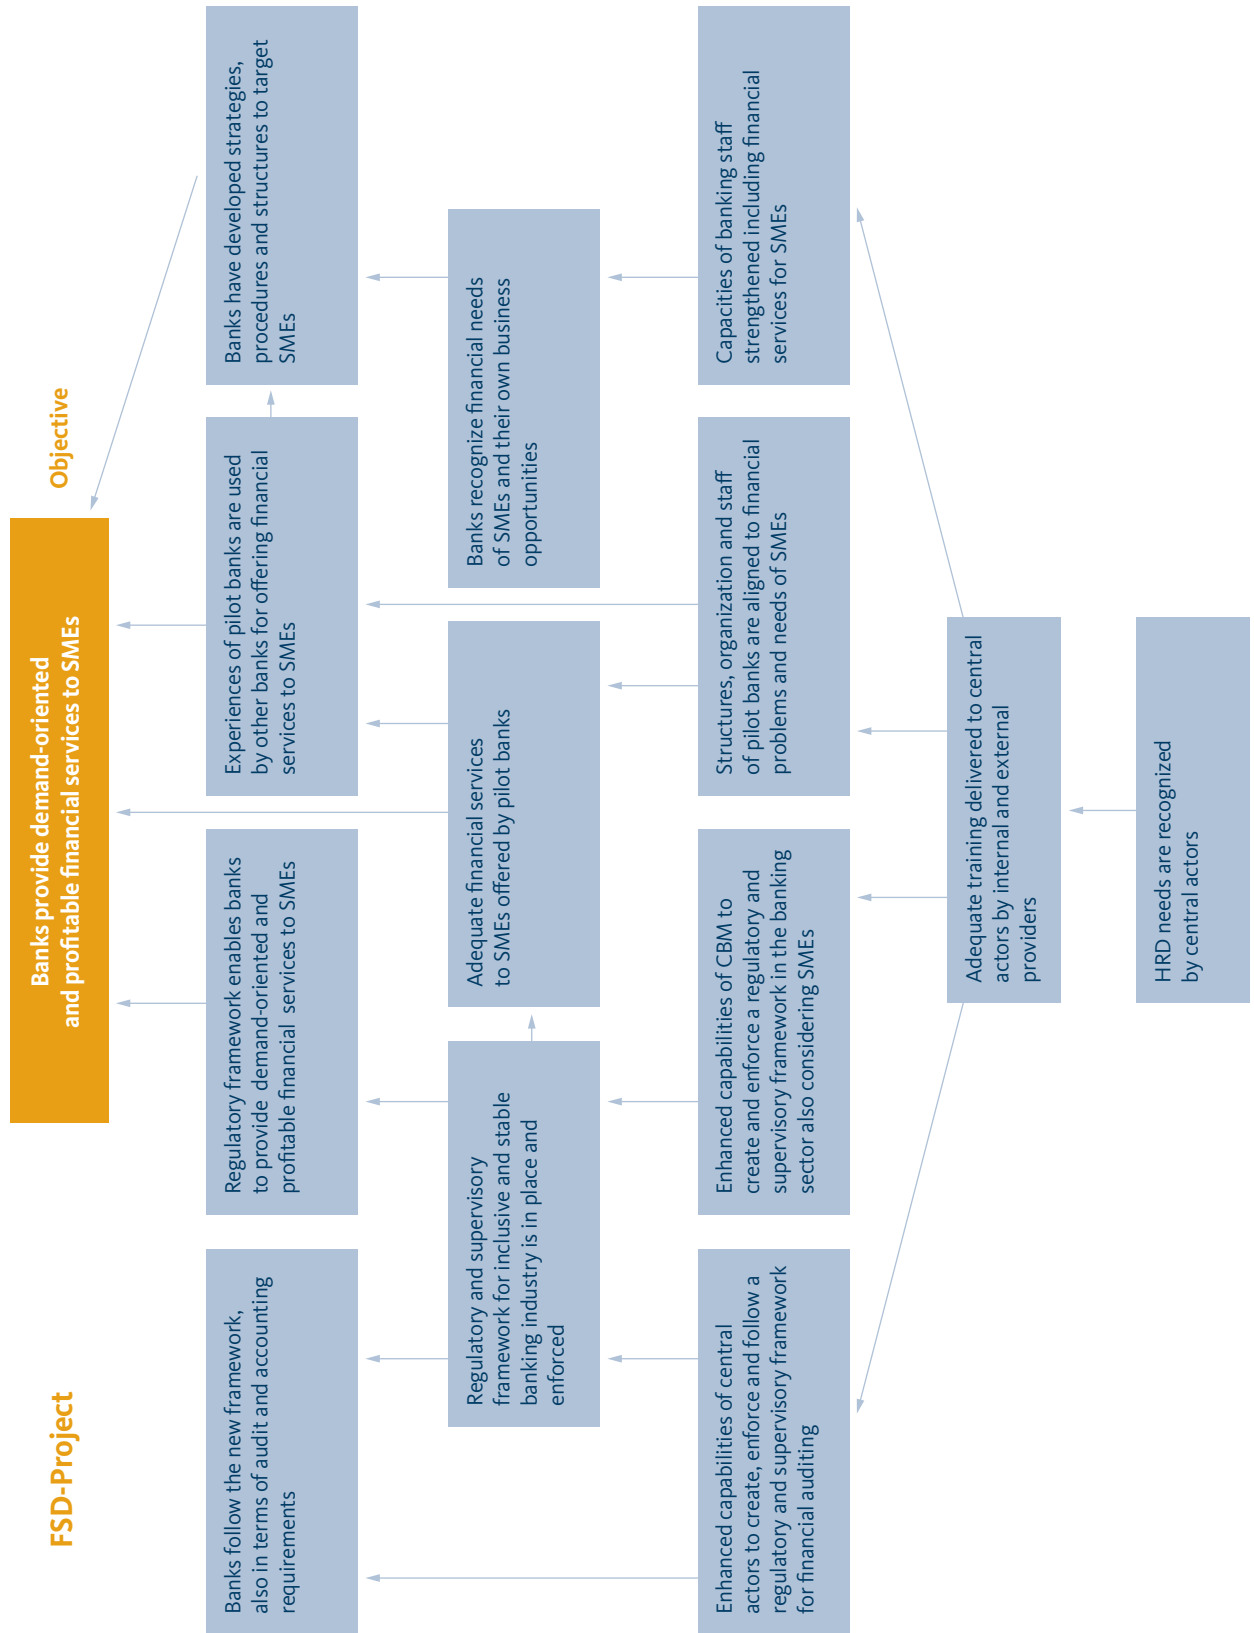 FSD-Project
Objective
Banks provide demand-oriented
and profitable financial services to SMEs
Banks follow the new framework,
also in terms of audit and accounting
requirements
Regulatory framework enables banks
to provide demand-oriented and
profitable financial services to SMEs
Experiences of pilot banks are used
by other banks for offering financial
services to SMEs
Banks have developed strategies,
procedures and structures to target
SMEs
Regulatory and supervisory
framework for inclusive and stable
banking industry is in place and
enforced
Adequate financial services
to SMEs offered by pilot banks
Banks recognize financial needs
of SMEs and their own business
opportunities
Enhanced capabilities of central
actors to create, enforce and follow a
regulatory and supervisory framework
for financial auditing
Enhanced capabilities of CBM to
create and enforce a regulatory and
supervisory framework in the banking
sector also considering SMEs
Structures, organization and staff
of pilot banks are aligned to financial
problems and needs of SMEs
Capacities of banking staff
strengthened including financial
services for SMEs
Adequate training delivered to central
actors by internal and external
providers
HRD needs are recognized
by central actors